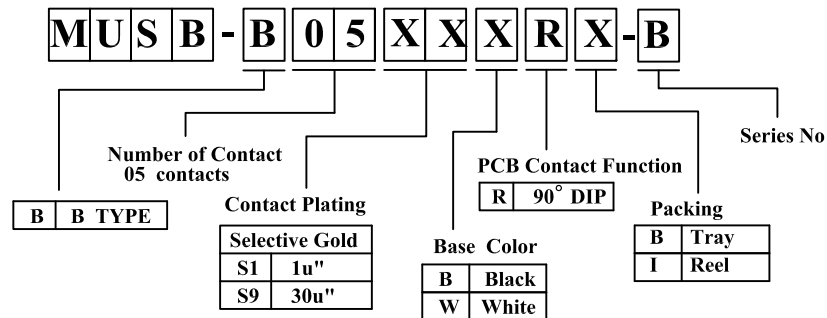 MUSB-B05XXXRX-B
Series No
Number of Contact
05 contacts
PCB Contact Function
R 90° DIP
B B TYPE
Contact Plating
Selective Gold
S1 1u"
S9 30u"
Base Color
B Black
W White
Packing
B Tray
I Reel